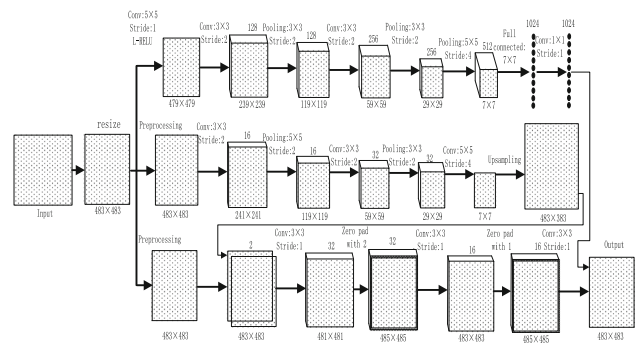 Conv:5×5
Stride:1
L-RELU
479×479
Conv:3×3
Stride:2
128
239×239
Pooling:3×3
Stride:2
128
119×119
Conv:3×3
Stride:2
256
59×59
Pooling:3×3
Stride:2
256
29×29
Pooling:5×5
Stride:4
512
7×7
Full
connected:
7×7
1024
Conv:1×1
Stride:1
1024
Input
resize
483×483
Preprocessing
483×483
Conv:3×3
Stride:2
16
241×241
Pooling:5×5
Stride:2
16
119×119
Conv:3×3
Stride:2
32
59×59
Pooling:3×3
Stride:2
32
29×29
Conv:5×5
Stride:4
7×7
Upsampling
483×383
Preprocessing
483×483
2
483×483
Conv:3×3
Stride:1
32
481×481
Zero pad
with 2
32
485×485
Conv:3×3
Stride:1
16
483×483
Zero pad
with 1
16
485×485
Conv:3×3
Stride:1
Output
483×483